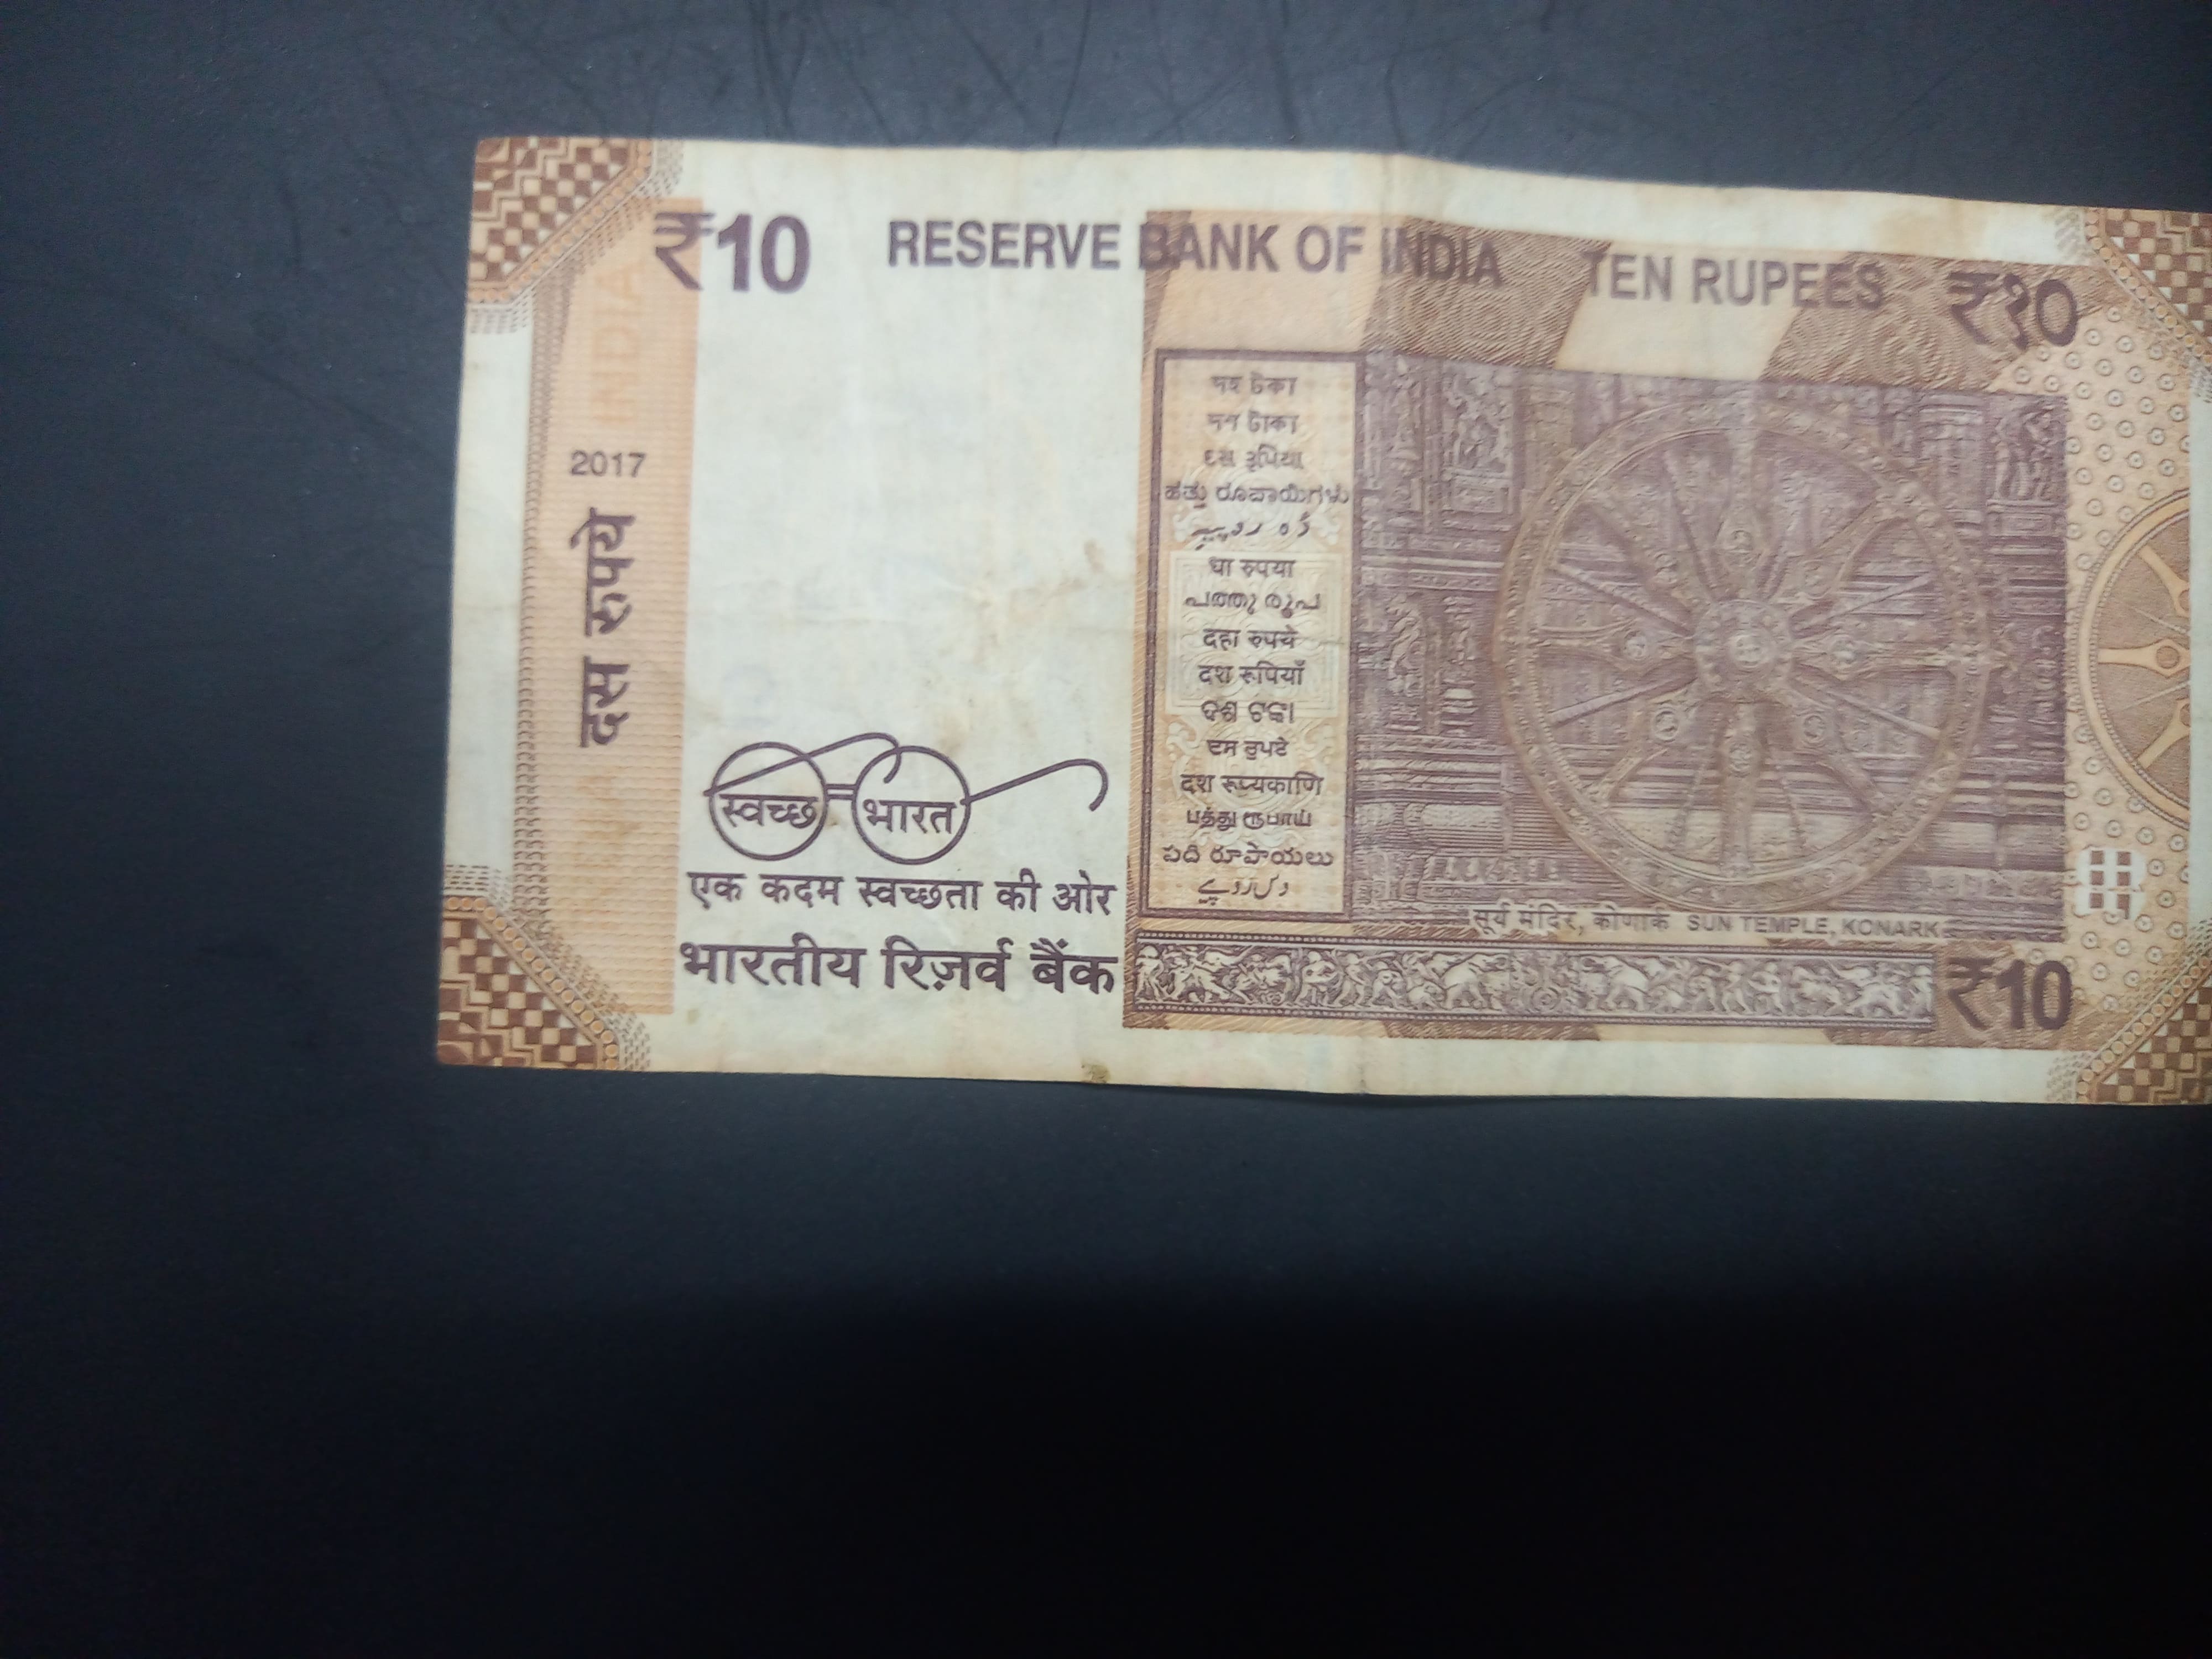 ₹10 RESERVE BANK OF INDIA TEN RUPEES ₹१०
INDIA
2017
दस रुपये
দহ টকা
দশ টাকা
દસ રૂપિયા
ಹತ್ತು ರೂಪಾಯಿಗಳು
धा रुपया
പത്തു രൂപ
दहा रुपये
दश रूपियाँ
ଦଶ ଟଙ୍କା
ਦਸ ਰੁਪਏ
दश रूप्यकाणि
பத்து ரூபாய்
పది రూపాయలు
دس روپے
स्वच्छ भारत
एक कदम स्वच्छता की ओर
भारतीय रिज़र्व बैंक
सूर्य मंदिर, कोणार्क SUN TEMPLE, KONARK
₹10